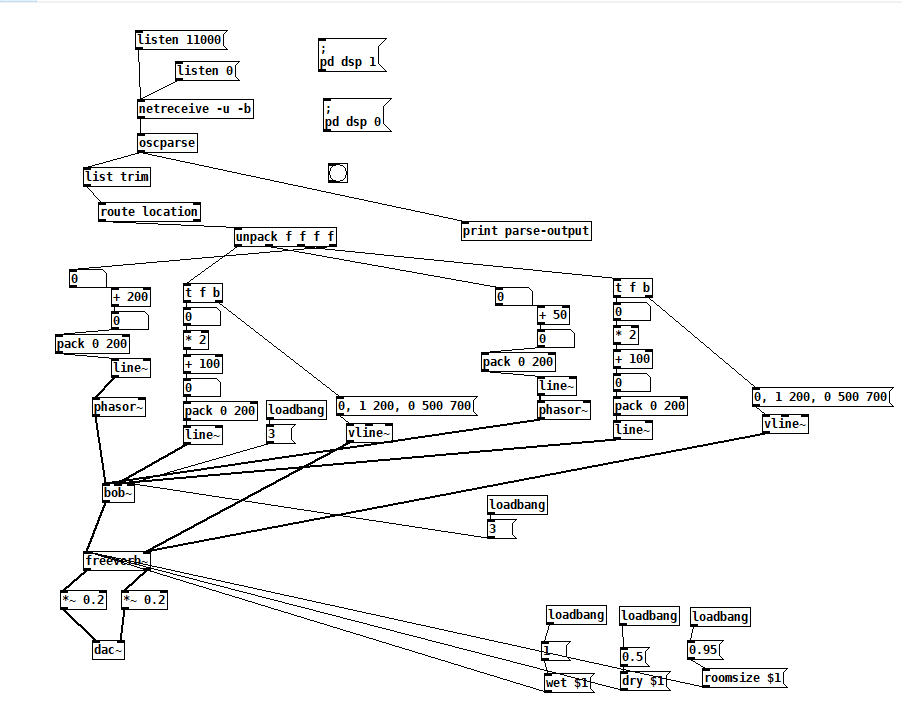 listen 11000
;
pd dsp 1
listen 0
netreceive -u -b
;
pd dsp 0
oscparse
list trim
route location
print parse-output
unpack f f f f
0
+ 200
0
pack 0 200
line~
phasor~
t f b
0
* 2
+ 100
0
pack 0 200
line~
loadbang
3
0, 1 200, 0 500 700
vline~
0
+ 50
0
pack 0 200
line~
phasor~
t f b
0
* 2
+ 100
0
pack 0 200
line~
0, 1 200, 0 500 700
vline~
bob~
loadbang
3
freeverb~
*~ 0.2
*~ 0.2
dac~
loadbang
1
wet $1
loadbang
0.5
dry $1
loadbang
0.95
roomsize $1